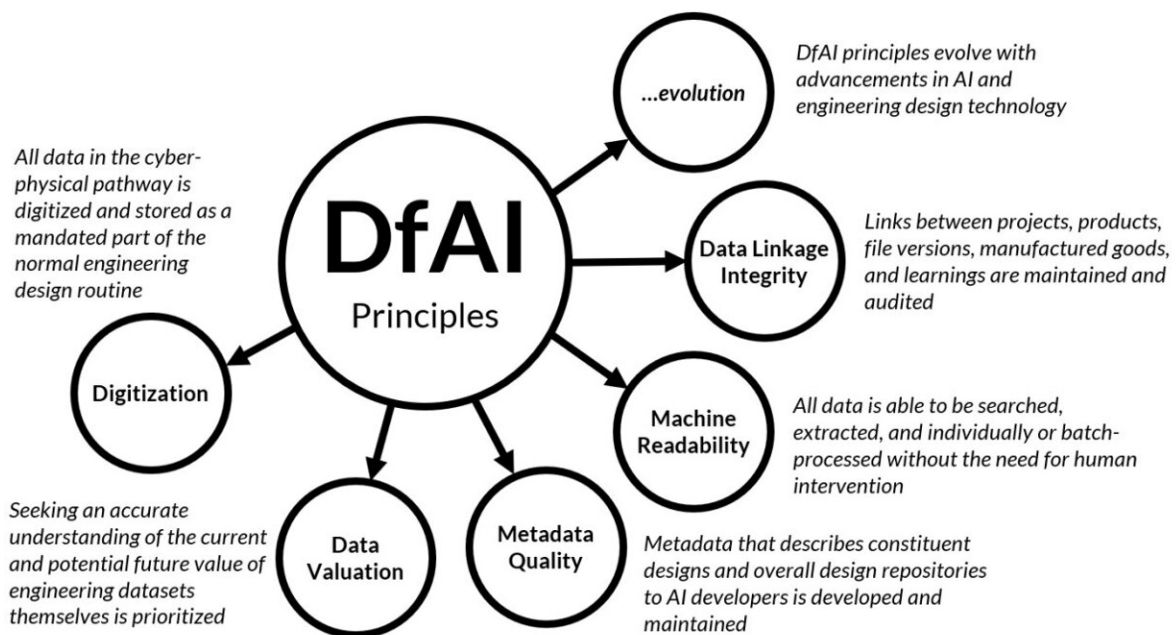 ...evolution
DfAI principles evolve with
advancements in AI and
engineering design technology
All data in the cyber-
physical pathway is
digitized and stored as a
mandated part of the
normal engineering
design routine
DfAI
Principles
Data Linkage
Integrity
Links between projects, products,
file versions, manufactured goods,
and learnings are maintained and
audited
Digitization
Machine
Readability
All data is able to be searched,
extracted, and individually or batch-
processed without the need for human
intervention
Seeking an accurate
understanding of the current
and potential future value of
engineering datasets
themselves is prioritized
Data
Valuation
Metadata
Quality
Metadata that describes constituent
designs and overall design repositories
to AI developers is developed and
maintained